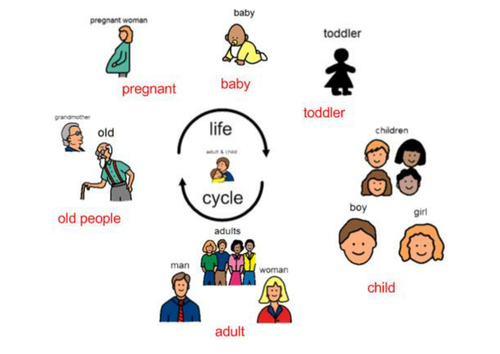 pregnant woman
pregnant
baby
baby
toddler
toddler
children
boy
girl
child
adults
man
woman
adult
grandmother
old
old people
life
adult & child
cycle